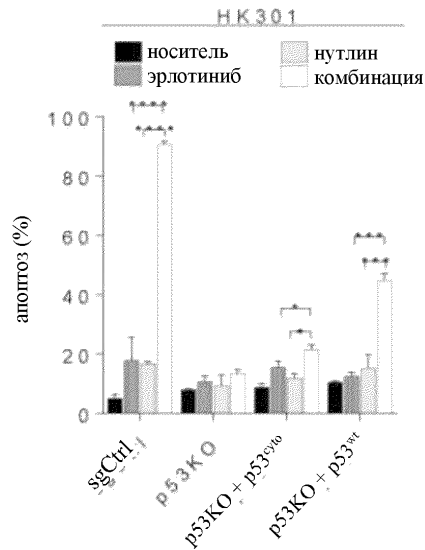 HK301
носитель
эрлотиниб
нутлин
комбинация
****
****
100
80
60
40
20
0
апоптоз (%)
*
*
***
***
sgCtrl
p53KO
p53KO + p53cyto
p53KO + p53wt